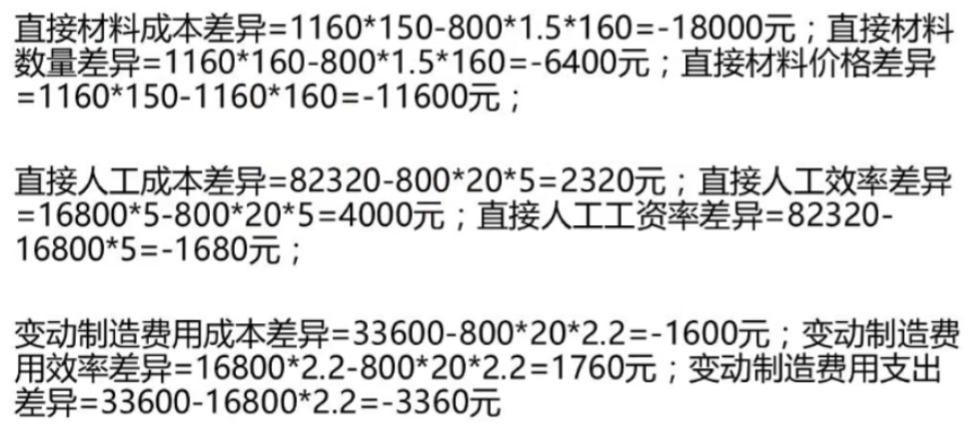 直接材料成本差异=1160*150-800*1.5*160=-18000元；直接材料
数量差异=1160*160-800*1.5*160=-6400元；直接材料价格差异
=1160*150-1160*160=-11600元；
直接人工成本差异=82320-800*20*5=2320元；直接人工效率差异
=16800*5-800*20*5=4000元；直接人工工资率差异=82320-
16800*5=-1680元；
变动制造费用成本差异=33600-800*20*2.2=-1600元；变动制造费
用效率差异=16800*2.2-800*20*2.2=1760元；变动制造费用支出
差异=33600-16800*2.2=-3360元